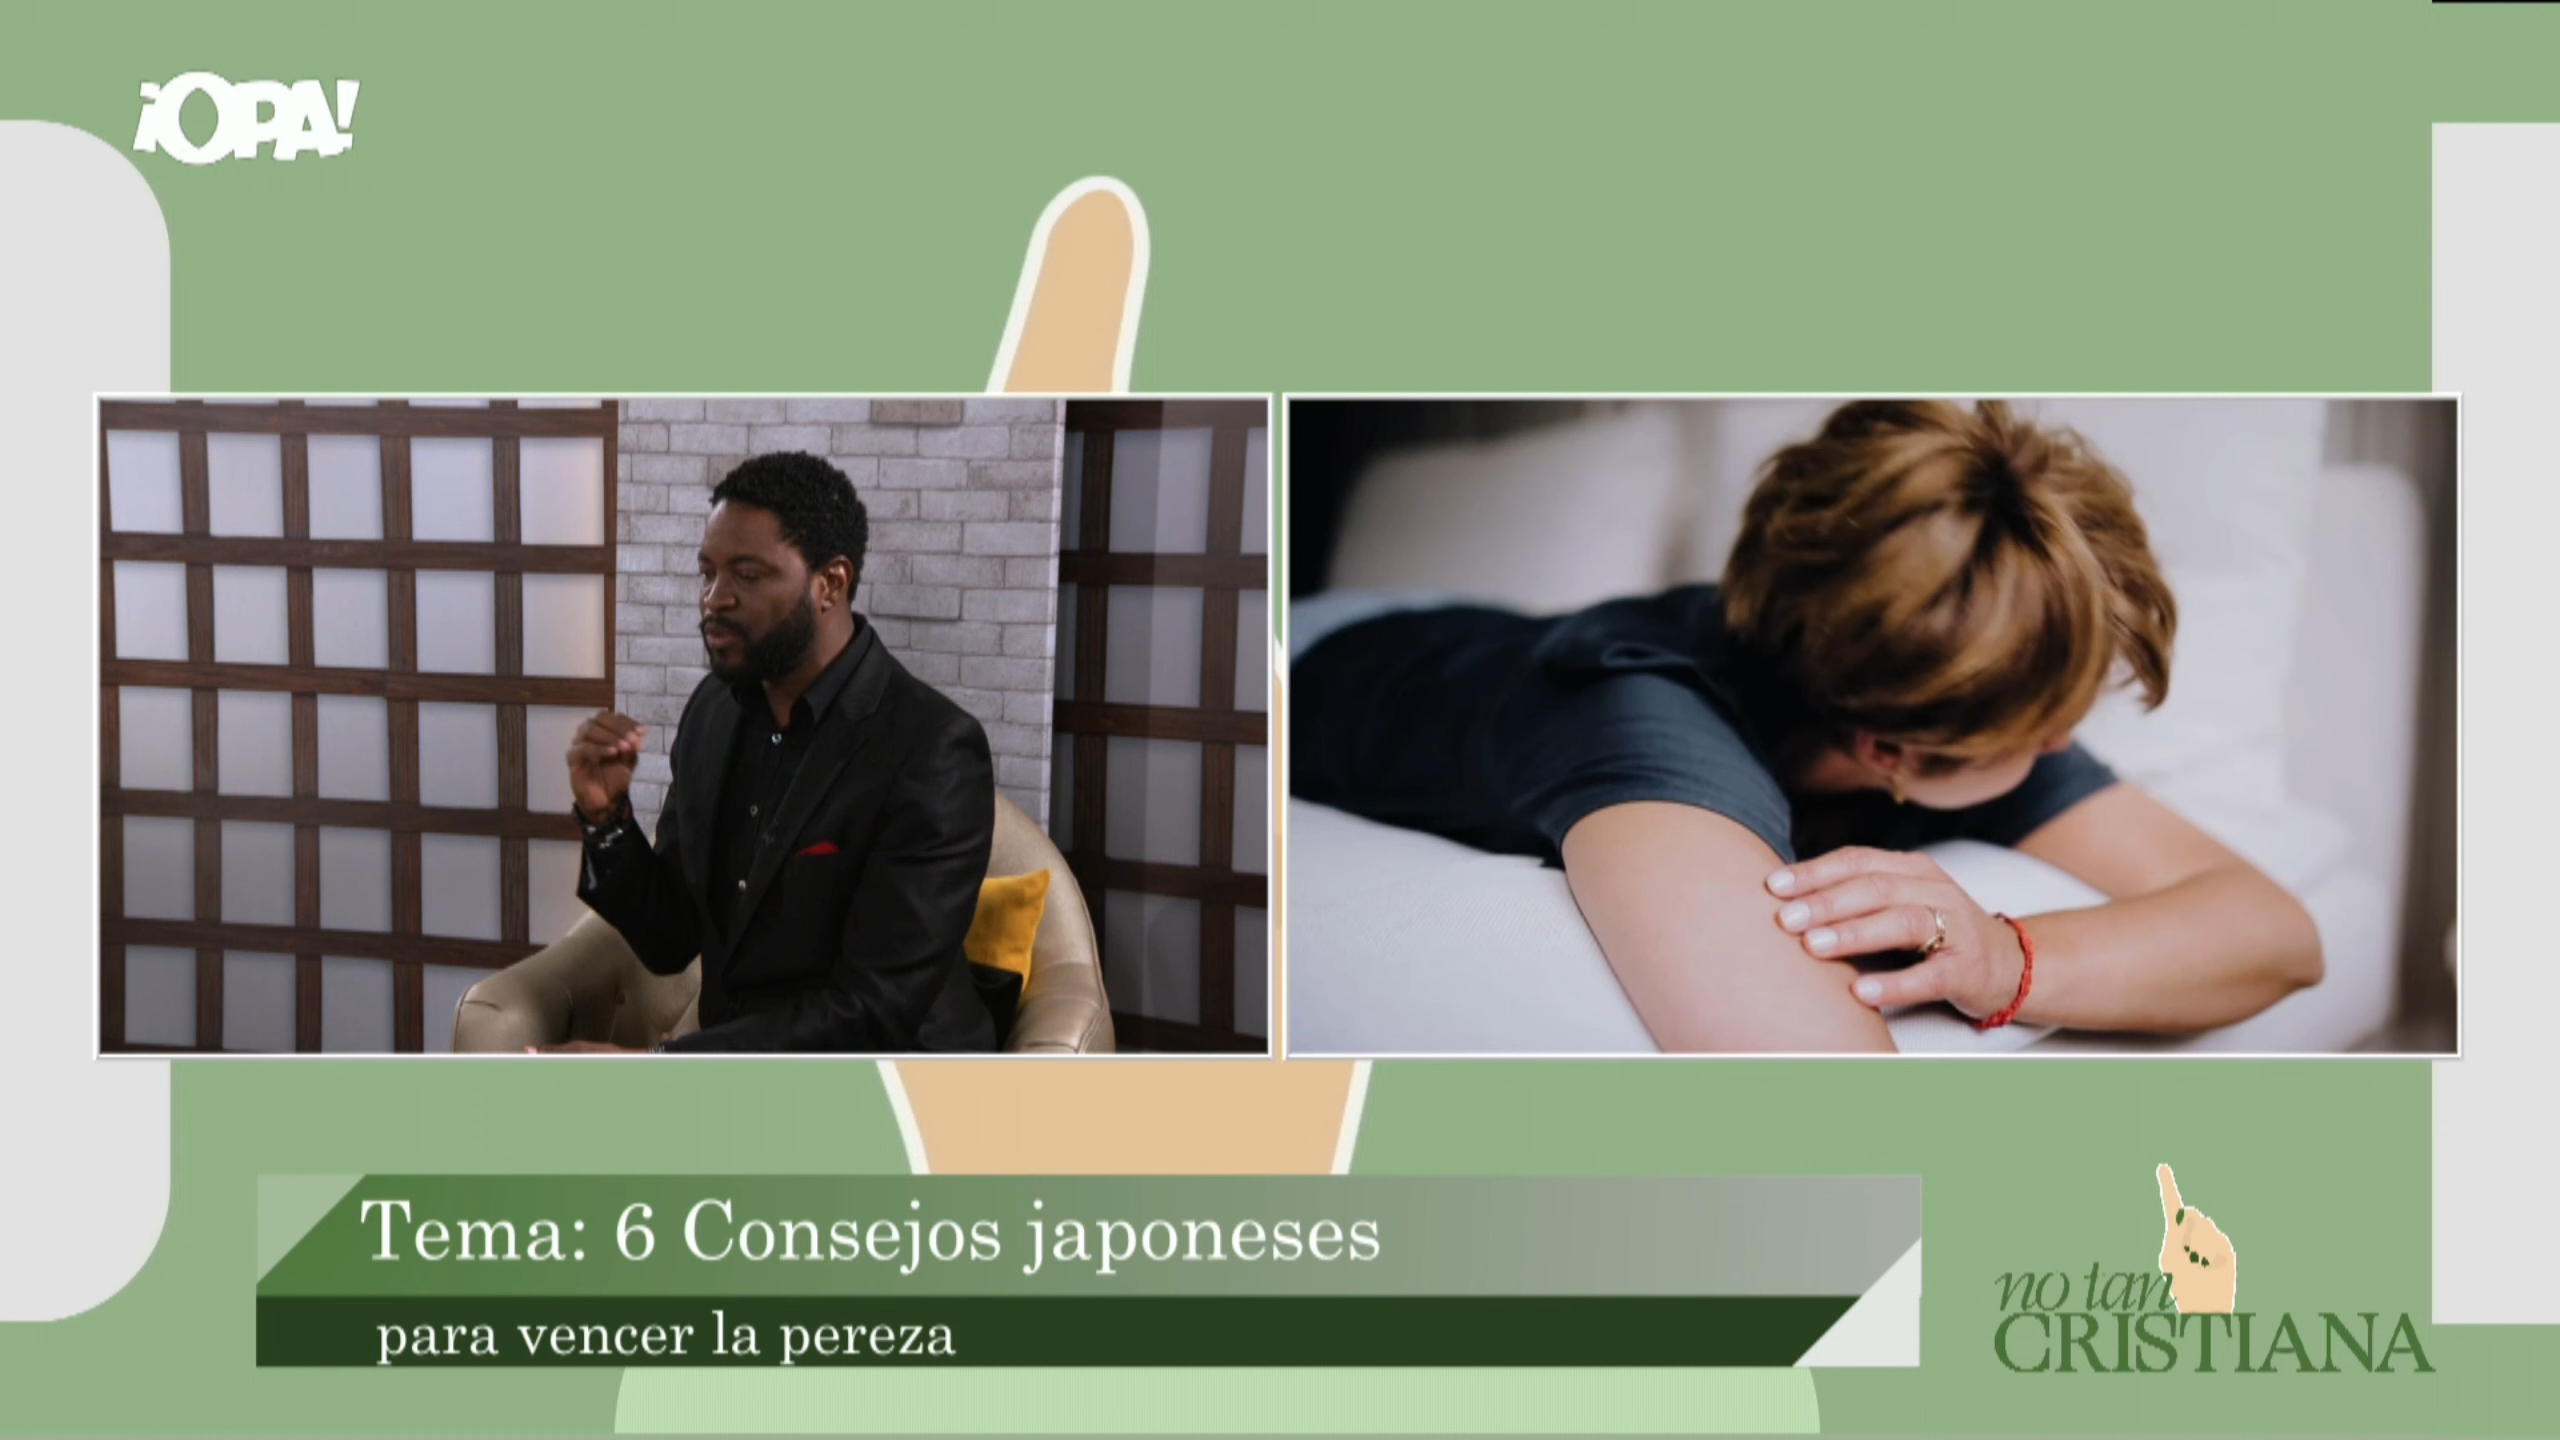 ¡OPA!
Tema: 6 Consejos japoneses
para vencer la pereza
no tan
CRISTIANA